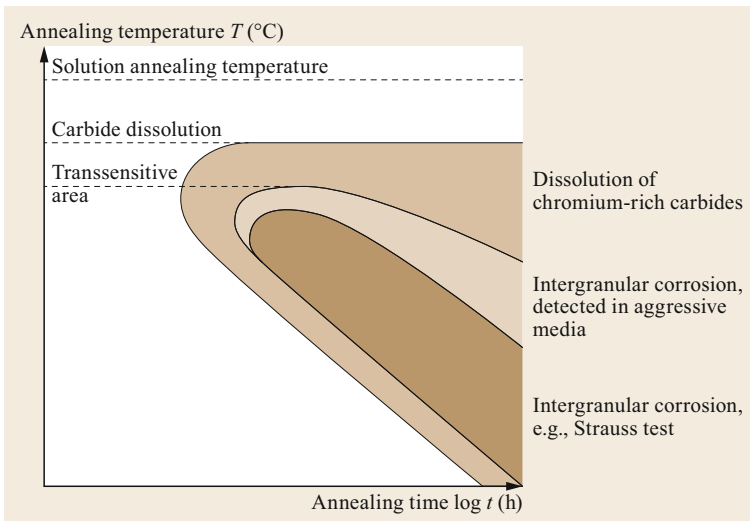 Annealing temperature T (°C)
Solution annealing temperature
Carbide dissolution
Transsensitive
area
Dissolution of
chromium-rich carbides
Intergranular corrosion,
detected in aggressive
media
Intergranular corrosion,
e.g., Strauss test
Annealing time log t (h)